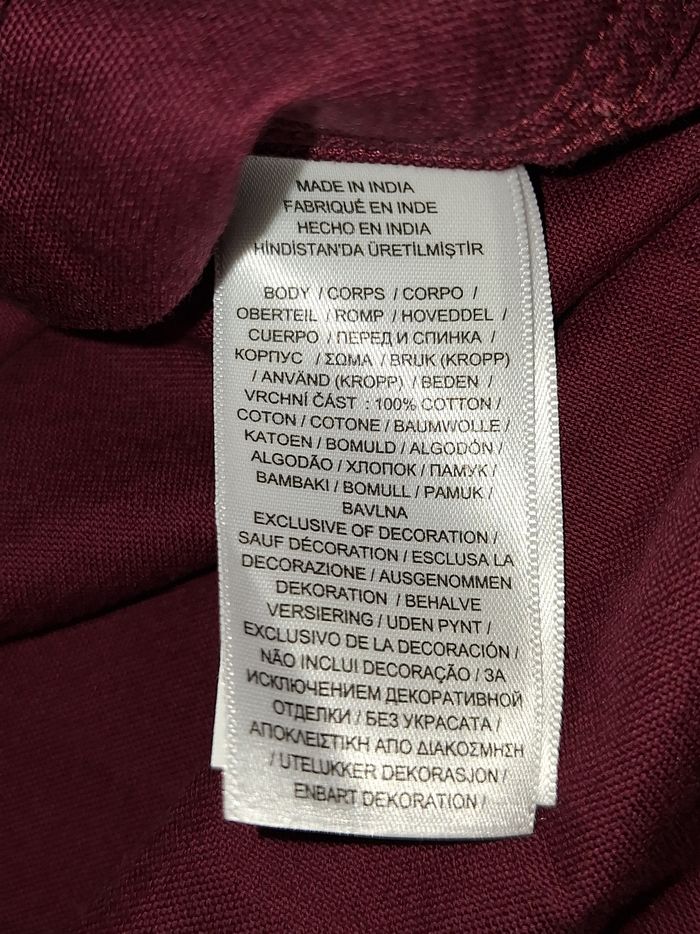 MADE IN INDIA
FABRIQUÉ EN INDE
HECHO EN INDIA
HİNDİSTAN'DA ÜRETİLMİŞTİR
BODY / CORPS / CORPO /
OBERTEIL / ROMP / HOVEDDEL /
CUERPO / ПЕРЕД И СПИНКА /
КОРПУС / ΣΩΜΑ / BRUK (KROPP)
/ ANVÄND (KROPP) / BEDEN /
VRCHNÍ ČÁST : 100% COTTON /
COTON / COTONE / BAUMWOLLE /
KATOEN / BOMULD / ALGODÓN /
ALGODÃO / ХЛОПОК / ПАМУК /
BAMBAKI / BOMULL / PAMUK /
BAVLNA
EXCLUSIVE OF DECORATION /
SAUF DÉCORATION / ESCLUSA LA
DECORAZIONE / AUSGENOMMEN
DEKORATION / BEHALVE
VERSIERING / UDEN PYNT /
EXCLUSIVO DE LA DECORACIÓN /
NÃO INCLUI DECORAÇÃO / ЗА
ИСКЛЮЧЕНИЕМ ДЕКОРАТИВНОЙ
ОТДЕЛКИ / БЕЗ УКРАСАТА /
ΑΠΟΚΛΕΙΣΤΙΚΗ ΑΠΟ ΔΙΑΚΟΣΜΗΣΗ
/ UTELUKKER DEKORASJON /
ENBART DEKORATION /